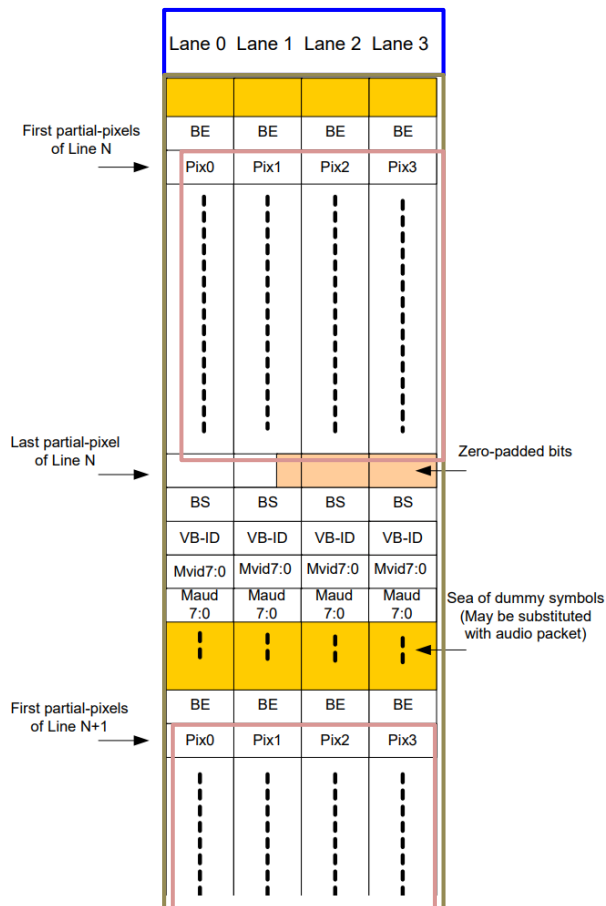 Lane 0 Lane 1 Lane 2 Lane 3
First partial-pixels
of Line N
BE BE BE BE
Pix0 Pix1 Pix2 Pix3
Last partial-pixel
of Line N
Zero-padded bits
BS BS BS BS
VB-ID VB-ID VB-ID VB-ID
Mvid7:0 Mvid7:0 Mvid7:0 Mvid7:0
Maud Maud Maud Maud
7:0 7:0 7:0 7:0
Sea of dummy symbols
(May be substituted
with audio packet)
First partial-pixels
of Line N+1
BE BE BE BE
Pix0 Pix1 Pix2 Pix3